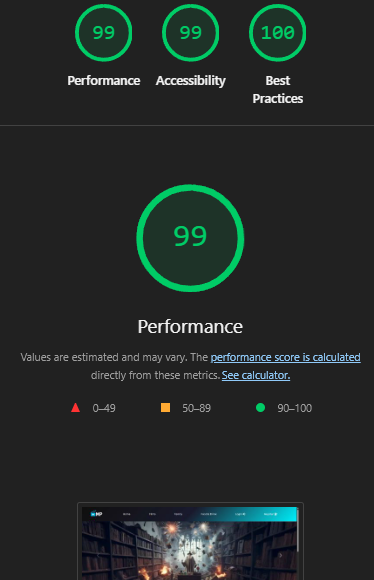 99 99 100
Performance Accessibility Best
Practices
99
Performance
Values are estimated and may vary. The performance score is calculated
directly from these metrics. See calculator.
0–49 50–89 90–100